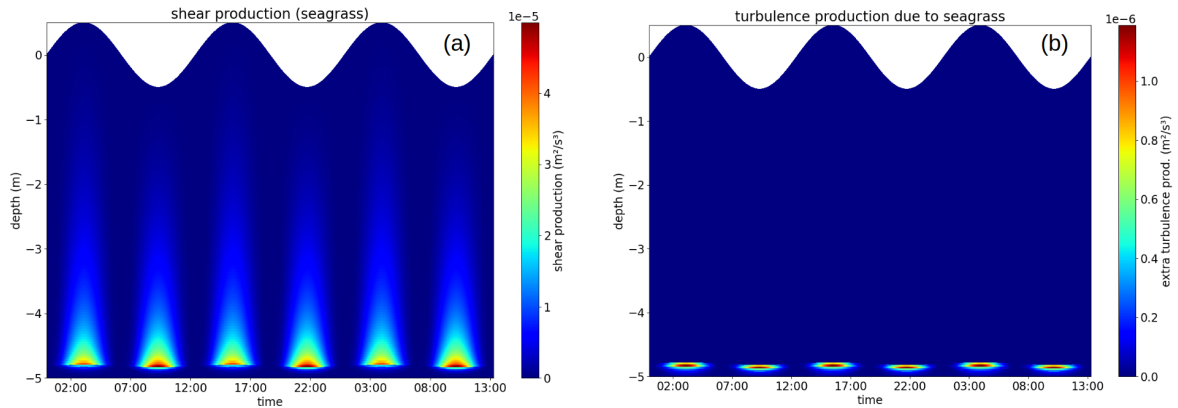 shear production (seagrass)
1e−5
(a)
0
−1
−2
−3
−4
−5
depth (m)
02:00 07:00 12:00 17:00 22:00 03:00 08:00 13:00
time
4
3
2
1
0
shear production (m²/s³)
turbulence production due to seagrass
1e−6
(b)
0
−1
−2
−3
−4
−5
depth (m)
02:00 07:00 12:00 17:00 22:00 03:00 08:00 13:00
time
1.0
0.8
0.6
0.4
0.2
0.0
extra turbulence prod. (m²/s³)